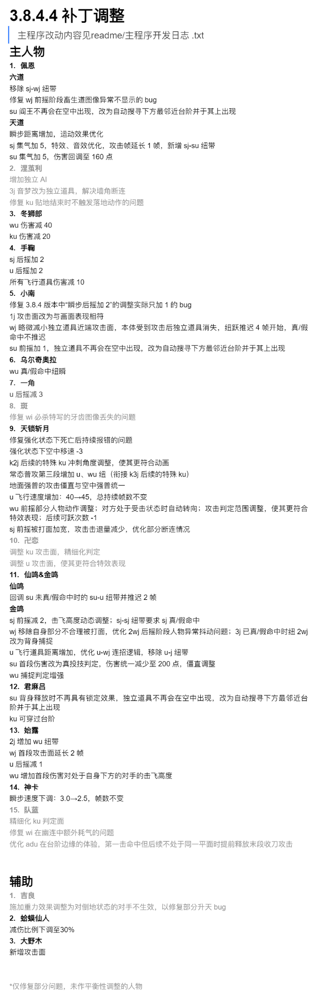 3.8.4.4 补丁调整
主程序改动内容见readme/主程序开发日志 .txt
主人物
1. 佩恩
六道
移除 sj-wj 纽带
修复 wj 前摇阶段畜生道图像异常不显示的 bug
su 阎王不再会在空中出现，改为自动搜寻下方最邻近台阶并于其上出现
天道
瞬步距离增加，运动效果优化
sj 集气加 5，特效、音效优化，攻击帧延长 1 帧，新增 sj-su 纽带
su 集气加 5，伤害回调至 160 点
2. 涅茧利
增加独立 AI
3j 音梦改为独立道具，解决墙角断连
修复 ku 贴地结束时不触发落地动作的问题
3. 冬狮郎
wu 伤害减 40
ku 伤害减 20
4. 手鞠
sj 后摇加 2
u 后摇加 2
所有飞行道具伤害减 10
5. 小南
修复 3.8.4 版本中“瞬步后摇加 2”的调整实际只加 1 的 bug
1j 攻击面改为与画面表现相符
wj 略微减小独立道具近端攻击面，本体受到攻击后独立道具消失，纽跃推迟 4 帧开始，真/假
命中不推迟
su 前摇加 1，独立道具不再会在空中出现，改为自动搜寻下方最邻近台阶并于其上出现
6. 乌尔奇奥拉
wu 真/假命中纽瞬
7. 一角
u 后摇减 3
8. 斑
修复 wi 必杀特写的牙齿图像丢失的问题
9. 天锁斩月
修复强化状态下死亡后持续报错的问题
强化状态下空中移速 -3
k2j 后续的特殊 ku 冲刺角度调整，使其更符合动画
常态普攻第三段增加 u、wu 纽（衔接 k3j 后续的特殊 ku）
地面强普的攻击僵直与空中强普统一
u 飞行速度增加：40→45，总持续帧数不变
wu 前摇部分人物动作调整；对方处于受击状态时自动转向；攻击判定范围调整，使其更符合
特效表现；后续可跃次数 -1
sj 前摇被打面加宽，攻击击退量减少，优化部分断连情况
10. 卍恋
调整 ku 攻击面，精细化判定
调整 u 攻击面，使其更符合特效表现
11. 仙鸣&金鸣
仙鸣
回调 su 未真/假命中时的 su-u 纽带并推迟 2 帧
金鸣
sj 前摇减 2，击飞高度动态调整；sj-sj 纽带要求 sj 真/假命中
wj 移除自身部分不合理被打面，优化 2wj 后摇阶段人物异常抖动问题；3j 已真/假命中时纽 2wj
改为背身捕捉
u 飞行道具距离增加，优化 u-wj 连招逻辑，移除 u-j 纽带
su 首段伤害改为真投技判定，伤害统一减少至 200 点，僵直调整
wu 捕捉判定增强
12. 君麻吕
su 背身释放时不再具有锁定效果，独立道具不再会在空中出现，改为自动搜寻下方最邻近台
阶并于其上出现
ku 可穿过台阶
13. 始露
2j 增加 wu 纽带
wj 首段攻击面延长 2 帧
u 后摇减 1
wu 增加首段伤害对处于自身下方的对手的击飞高度
14. 神卡
瞬步速度下调：3.0→2.5，帧数不变
15. 队蓝
精细化 ku 判定面
修复 wi 在幽连中额外耗气的问题
优化 adu 在台阶边缘的体验，第一击命中但后续不处于同一平面时提前释放末段收刀攻击
辅助
1. 吉良
施加重力效果调整为对倒地状态的对手不生效，以修复部分升天 bug
2. 蛤蟆仙人
减伤比例下调至30%
3. 大野木
新增攻击面
*仅修复部分问题，未作平衡性调整的人物